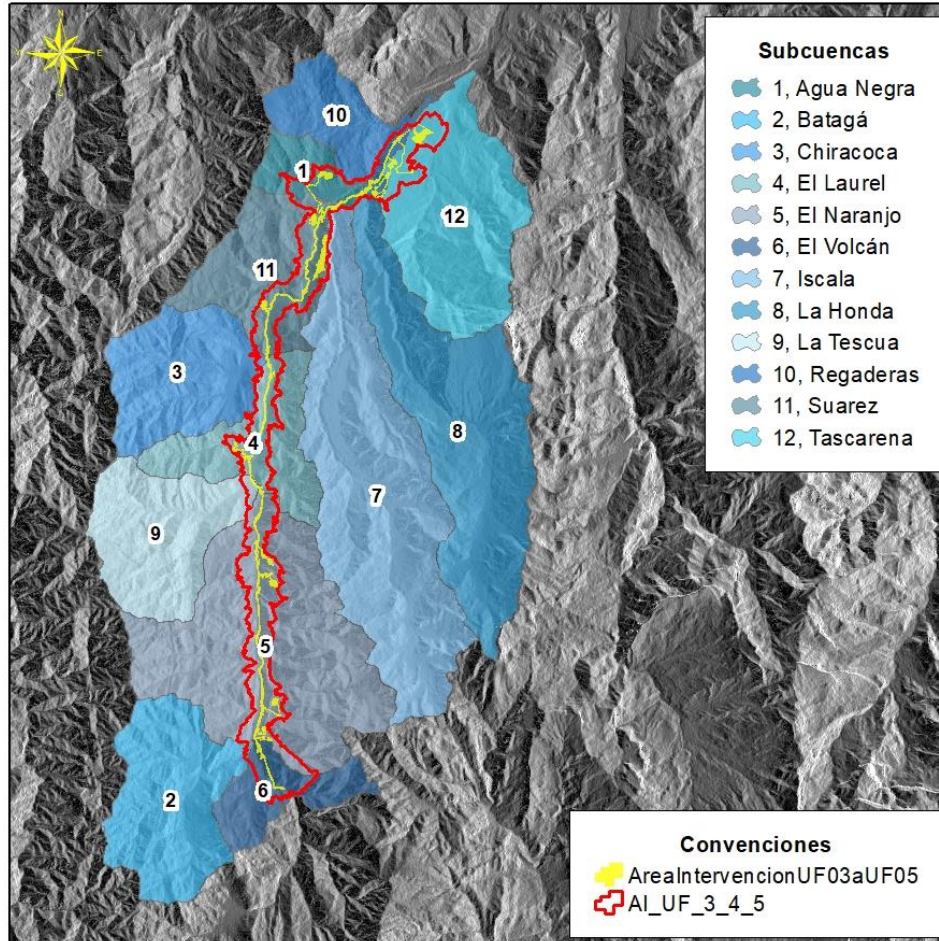 N
E
Subcuencas
1, Agua Negra
2, Batagá
3, Chiracoca
4, El Laurel
5, El Naranjo
6, El Volcán
7, Iscala
8, La Honda
9, La Tescua
10, Regaderas
11, Suarez
12, Tascarena
10
1
12
11
3
4
8
7
9
5
6
2
Convenciones
AreaIntervencionUF03aUF05
AI_UF_3_4_5